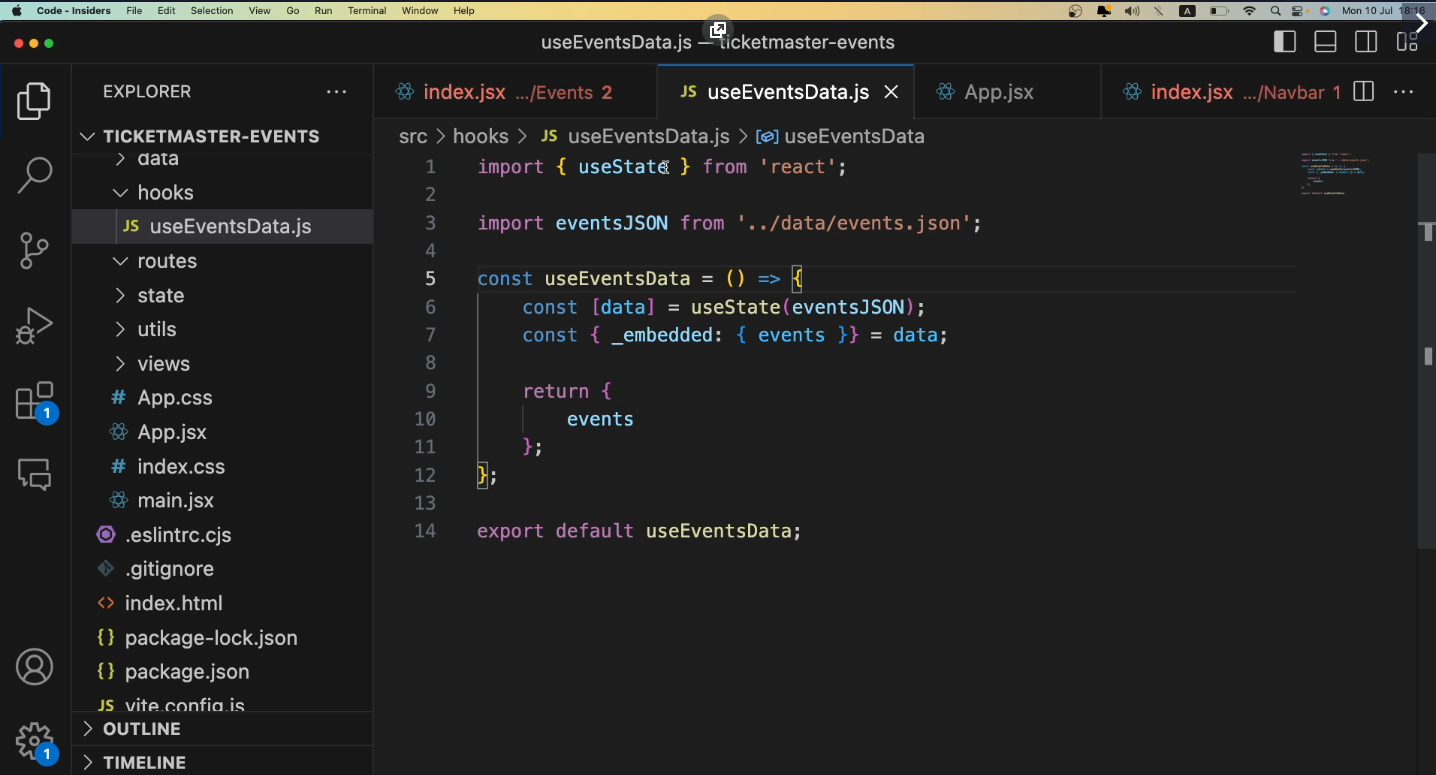 Code - Insiders File Edit Selection View Go Run Terminal Window Help A Mon 10 Jul 18:16
useEventsData.js — ticketmaster-events
EXPLORER
TICKETMASTER-EVENTS
data
hooks
JS useEventsData.js
routes
state
utils
views
# App.css
App.jsx
# index.css
main.jsx
.eslintrc.cjs
.gitignore
<> index.html
{} package-lock.json
{} package.json
JS vite.config.js
OUTLINE
TIMELINE
1
1
index.jsx .../Events 2
JS useEventsData.js
App.jsx
index.jsx .../Navbar 1
src > hooks > JS useEventsData.js > useEventsData
1 import { useState } from 'react';
2
3 import eventsJSON from '../data/events.json';
4
5 const useEventsData = () => {
6 const [data] = useState(eventsJSON);
7 const { _embedded: { events }} = data;
8
9 return {
10 events
11 };
12 };
13
14 export default useEventsData;